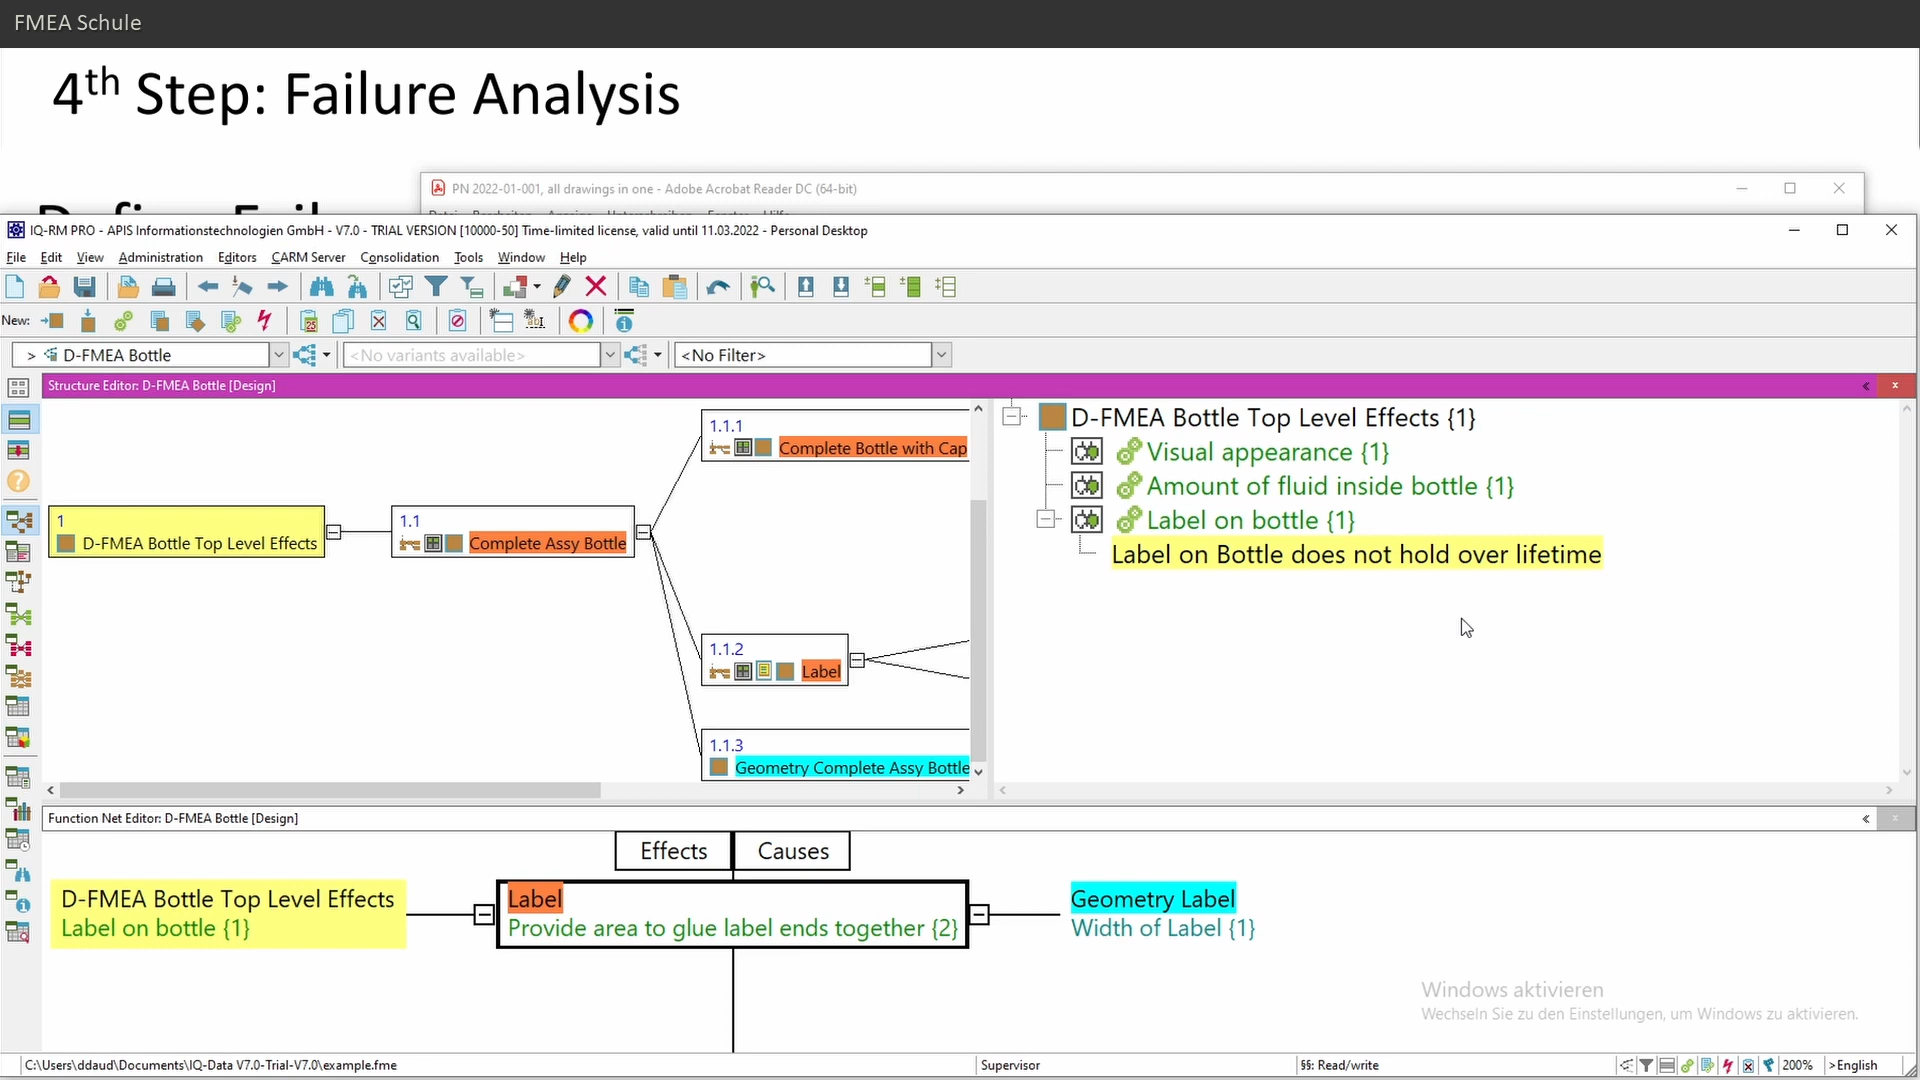 FMEA Schule
4th Step: Failure Analysis
PN 2022-01-001, all drawings in one - Adobe Acrobat Reader DC (64-bit)
IQ-RM PRO - APIS Informationstechnologien GmbH - V7.0 - TRIAL VERSION [10000-50] Time-limited license, valid until 11.03.2022 - Personal Desktop
File Edit View Administration Editors CARM Server Consolidation Tools Window Help
New:
> D-FMEA Bottle <No variants available> <No Filter>
Structure Editor: D-FMEA Bottle [Design]
1
D-FMEA Bottle Top Level Effects
1.1
Complete Assy Bottle
1.1.1
Complete Bottle with Cap
1.1.2
Label
1.1.3
Geometry Complete Assy Bottle
D-FMEA Bottle Top Level Effects {1}
Visual appearance {1}
Amount of fluid inside bottle {1}
Label on bottle {1}
Label on Bottle does not hold over lifetime
Function Net Editor: D-FMEA Bottle [Design]
Effects Causes
D-FMEA Bottle Top Level Effects
Label on bottle {1}
Label
Provide area to glue label ends together {2}
Geometry Label
Width of Label {1}
Windows aktivieren
Wechseln Sie zu den Einstellungen, um Windows zu aktivieren.
C:\Users\ddaud\Documents\IQ-Data V7.0-Trial-V7.0\example.fme Supervisor §§: Read/write 200% >English